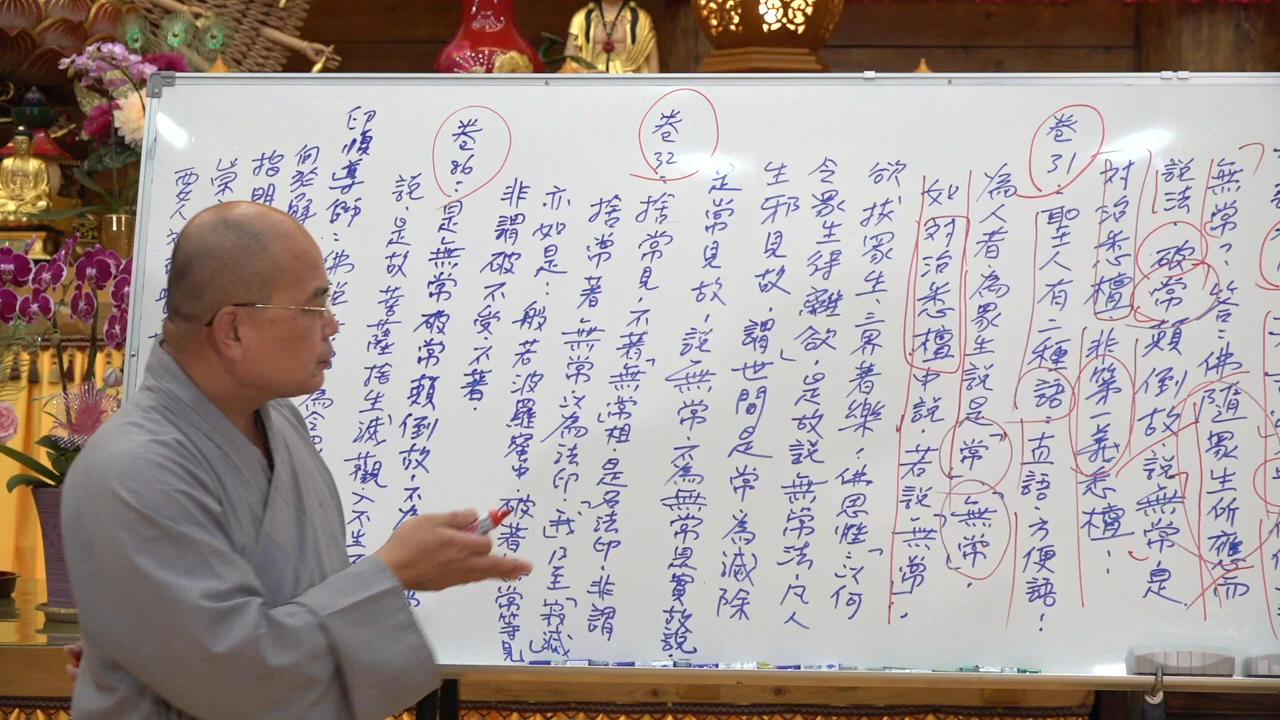 無常？答：佛隨眾生所應而
說法，破常顛倒故，說無常，是
對治悉檀，非第一義悉檀：
卷31：聖人有二種語：直語、方便語！
為人者，為眾生說是「常」「無常」。
如對治悉檀中說，若說無常，
欲拔眾生，三界著樂，佛思惟：以何
令眾生得離欲，是故說無常法，凡人
生邪見故，謂世間是常，為滅除
是常見故，說無常，不為無常是實故說。
卷32：捨常見，不著「無常」相，是名法印，非謂
捨常著無常以為法印，我乃至「寂滅」
亦如是：般若波羅蜜中，破著 常等見
非謂破不受、不著。
卷86：是無常破常顛倒故，不
說，是故菩薩捨生滅觀，入不生不
印順導師：佛說
指明
要人